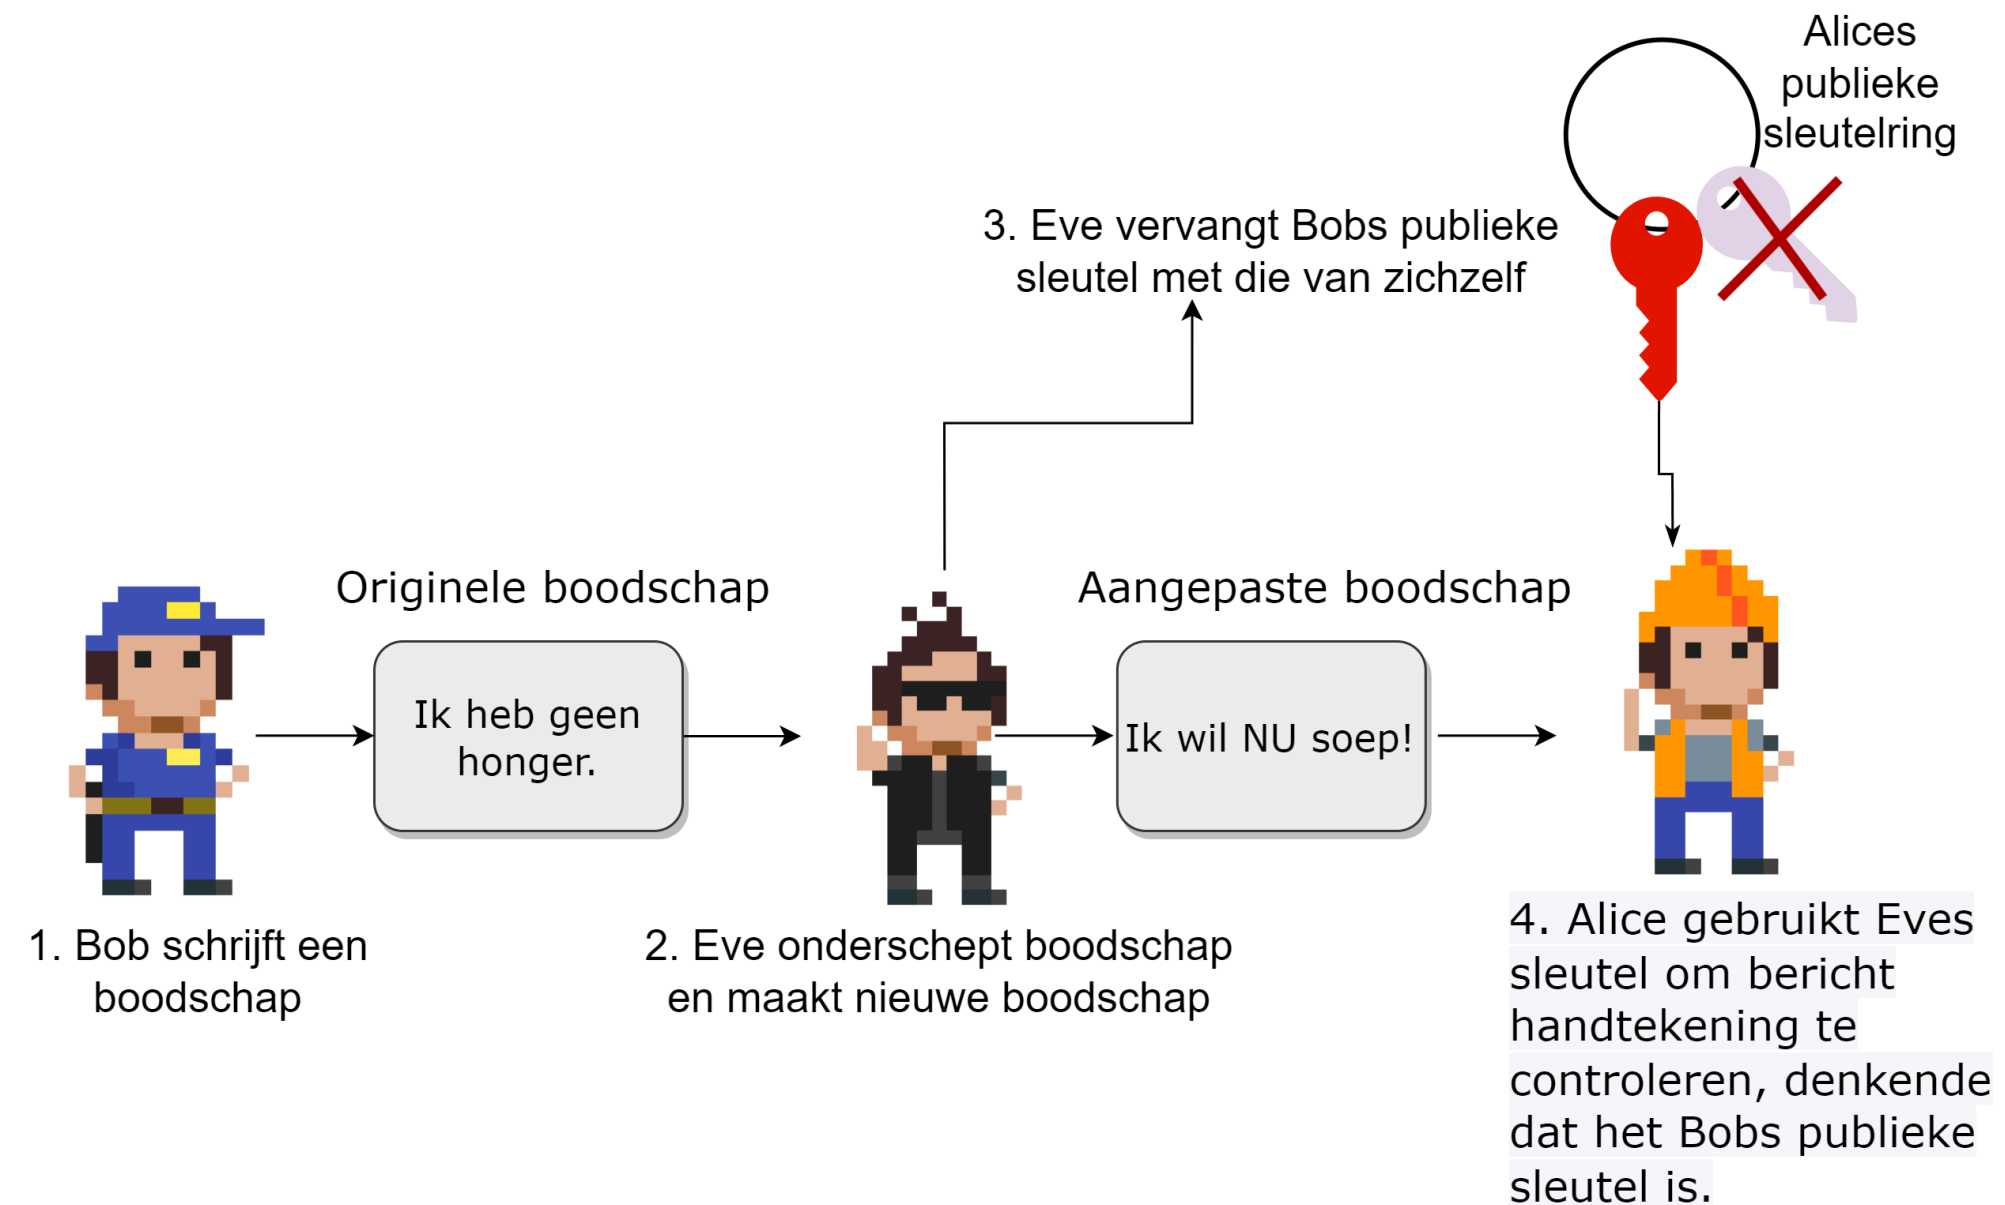 Alices
publieke
sleutelring
3. Eve vervangt Bobs publieke
sleutel met die van zichzelf
Originele boodschap
Aangepaste boodschap
Ik heb geen
honger.
Ik wil NU soep!
1. Bob schrijft een
boodschap
2. Eve onderschept boodschap
en maakt nieuwe boodschap
4. Alice gebruikt Eves
sleutel om bericht
handtekening te
controleren, denkende
dat het Bobs publieke
sleutel is.